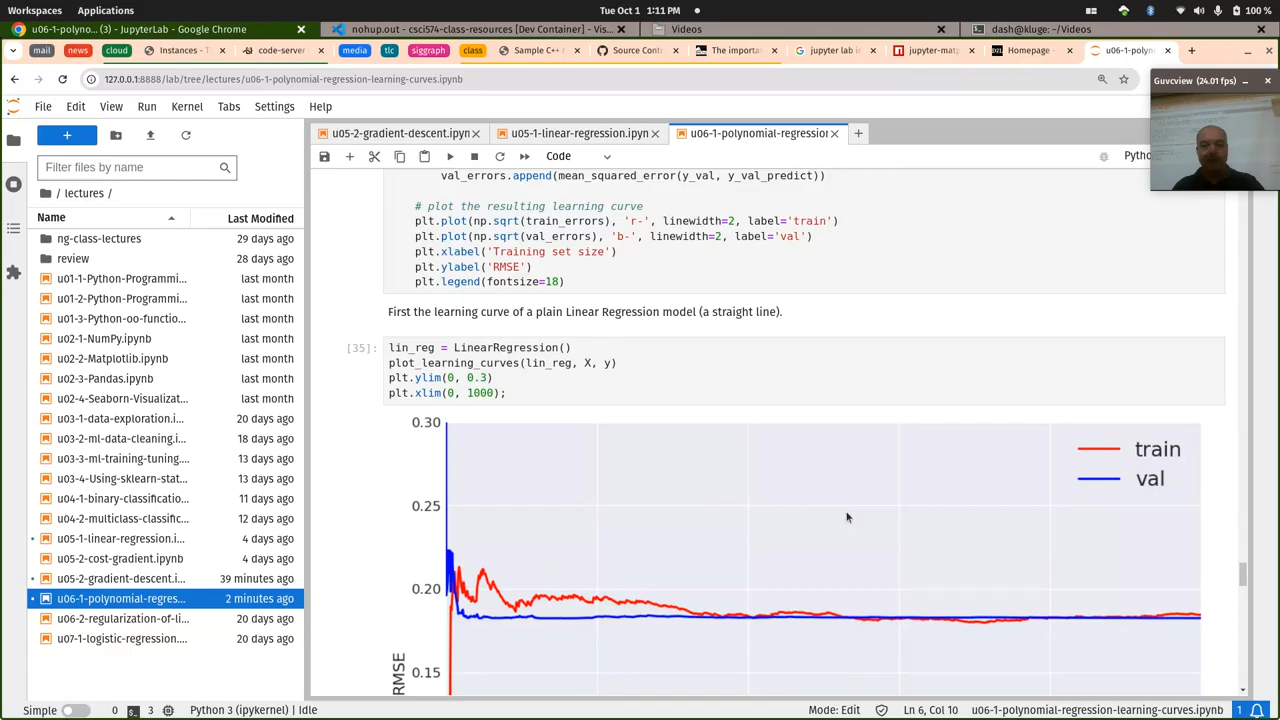 Workspaces Applications Tue Oct 1 1:11 PM 100 %
u06-1-polyno... (3) - JupyterLab - Google Chrome nohup.out - csci574-class-resources [Dev Container] - Vis... Videos dash@kluge: ~/Videos
mail news cloud Instances - T code-server media tlc siggraph class Sample C++ Source Contr The importa jupyter lab i jupyter-mat Homepage - u06-1-poly
127.0.0.1:8888/lab/tree/lectures/u06-1-polynomial-regression-learning-curves.ipynb
Guvcview (24.01 fps)
File Edit View Run Kernel Tabs Settings Help
u05-2-gradient-descent.ipyn u05-1-linear-regression.ipyn u06-1-polynomial-regression
Filter files by name
Code
Pytho
/ lectures /
Name Last Modified
ng-class-lectures 29 days ago
review 28 days ago
u01-1-Python-Programmi... last month
u01-2-Python-Programmi... last month
u01-3-Python-oo-functio... last month
u02-1-NumPy.ipynb last month
u02-2-Matplotlib.ipynb last month
u02-3-Pandas.ipynb last month
u02-4-Seaborn-Visualizat... last month
u03-1-data-exploration.i... 20 days ago
u03-2-ml-data-cleaning.i... 18 days ago
u03-3-ml-training-tuning.... 13 days ago
u03-4-Using-sklearn-stat... 13 days ago
u04-1-binary-classificatio... 11 days ago
u04-2-multiclass-classific... 12 days ago
u05-1-linear-regression.i... 4 days ago
u05-2-cost-gradient.ipynb 4 days ago
u05-2-gradient-descent.i... 39 minutes ago
u06-1-polynomial-regres... 2 minutes ago
u06-2-regularization-of-li... 20 days ago
u07-1-logistic-regression.... 20 days ago
val_errors.append(mean_squared_error(y_val, y_val_predict))
# plot the resulting learning curve
plt.plot(np.sqrt(train_errors), 'r-', linewidth=2, label='train')
plt.plot(np.sqrt(val_errors), 'b-', linewidth=2, label='val')
plt.xlabel('Training set size')
plt.ylabel('RMSE')
plt.legend(fontsize=18)
First the learning curve of a plain Linear Regression model (a straight line).
[35]:
lin_reg = LinearRegression()
plot_learning_curves(lin_reg, X, y)
plt.ylim(0, 0.3)
plt.xlim(0, 1000);
0.30
train
val
0.25
0.20
0.15
RMSE
Simple 0 3 Python 3 (ipykernel) | Idle Mode: Edit Ln 6, Col 10 u06-1-polynomial-regression-learning-curves.ipynb 1